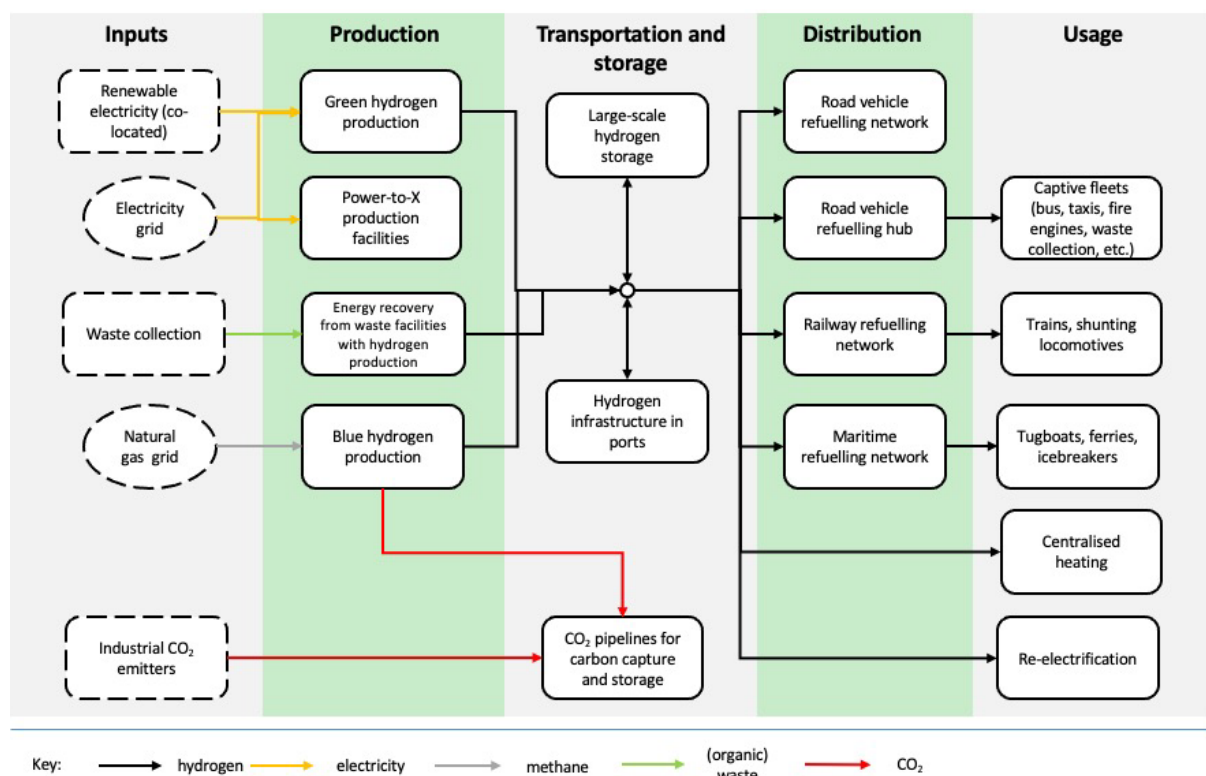 Inputs
Production
Transportation and
storage
Distribution
Usage
Renewable
electricity (co-
located)
Green hydrogen
production
Large-scale
hydrogen
storage
Road vehicle
refuelling network
Electricity
grid
Power-to-X
production
facilities
Road vehicle
refuelling hub
Captive fleets
(bus, taxis, fire
engines, waste
collection, etc.)
Waste collection
Energy recovery
from waste facilities
with hydrogen
production
Railway refuelling
network
Trains, shunting
locomotives
Natural
gas grid
Blue hydrogen
production
Hydrogen
infrastructure in
ports
Maritime
refuelling network
Tugboats, ferries,
icebreakers
Centralised
heating
Industrial CO₂
emitters
CO₂ pipelines for
carbon capture
and storage
Re-electrification
Key:
hydrogen
electricity
methane
(organic)
waste
CO₂